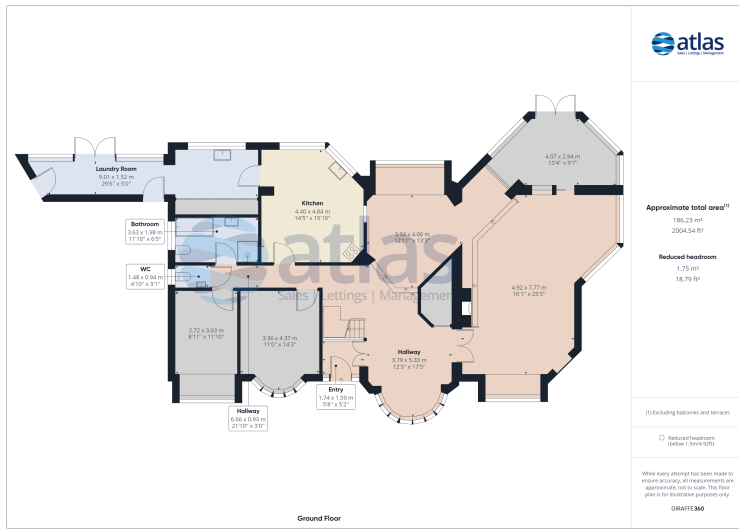 atlas
Sales | Lettings | Management
Laundry Room
9.01 x 1.52 m
29'6" x 5'0"
Kitchen
4.40 x 4.84 m
14'5" x 15'10"
4.07 x 2.94 m
13'4" x 9'7"
Bathroom
3.63 x 1.98 m
11'10" x 6'5"
3.94 x 4.06 m
12'11" x 13'3"
WC
1.48 x 0.94 m
4'10" x 3'1"
atlas
Sales | Lettings | Management
4.92 x 7.77 m
16'1" x 25'5"
2.72 x 3.63 m
8'11" x 11'10"
3.36 x 4.37 m
11'0" x 14'3"
Hallway
3.79 x 5.33 m
12'5" x 17'5"
Entry
1.74 x 1.59 m
5'8" x 5'2"
Hallway
6.66 x 0.93 m
21'10" x 3'0"
Ground Floor
Approximate total area(1)
186.23 m²
2004.54 ft²
Reduced headroom
1.75 m²
18.79 ft²
(1) Excluding balconies and terraces
Reduced headroom
(below 1.5m/4.92ft)
While every attempt has been made to
ensure accuracy, all measurements are
approximate, not to scale. This floor
plan is for illustrative purposes only.
GIRAFFE360